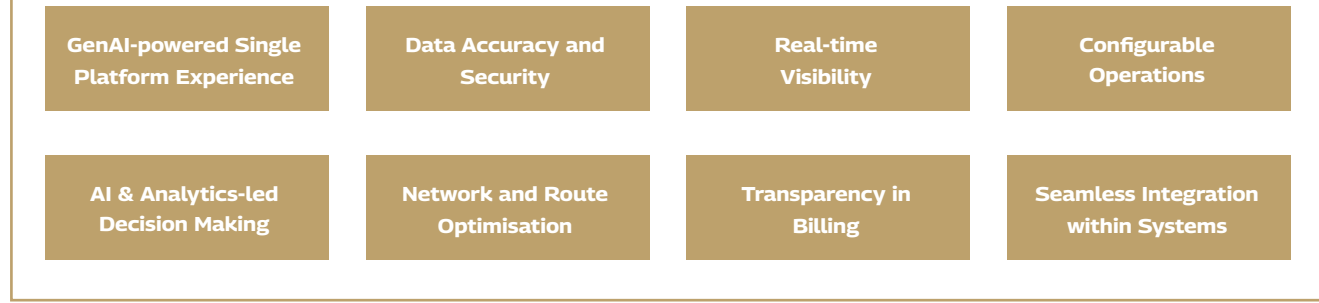 GenAI-powered Single
Platform Experience
Data Accuracy and
Security
Real-time
Visibility
Configurable
Operations
AI & Analytics-led
Decision Making
Network and Route
Optimisation
Transparency in
Billing
Seamless Integration
within Systems